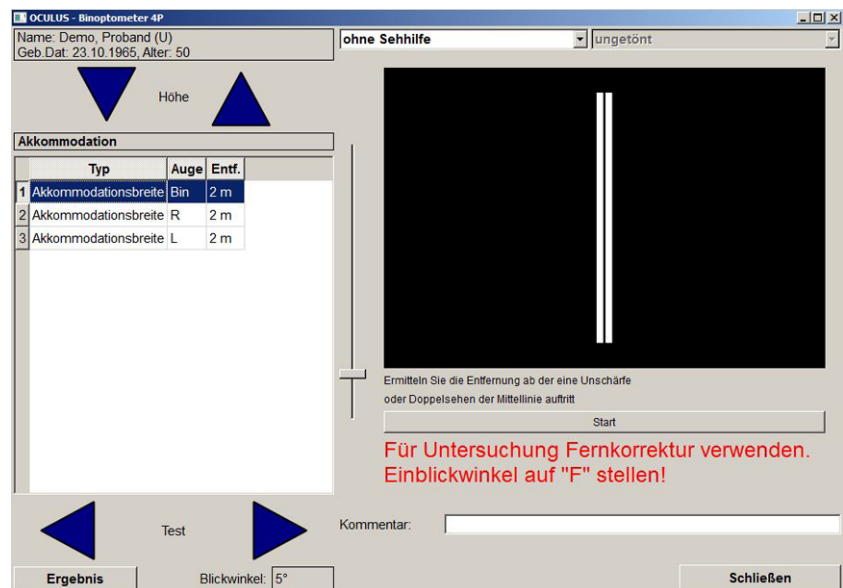 OCULUS - Binoptometer 4P
Name: Demo, Proband (U)
Geb.Dat: 23.10.1965, Alter: 50
ohne Sehhilfe
ungetönt
Höhe
Akkommodation
Typ Auge Entf.
1 Akkommodationsbreite Bin 2 m
2 Akkommodationsbreite R 2 m
3 Akkommodationsbreite L 2 m
Ermitteln Sie die Entfernung ab der eine Unschärfe
oder Doppelsehen der Mittellinie auftritt
Start
Für Untersuchung Fernkorrektur verwenden.
Einblickwinkel auf "F" stellen!
Test
Kommentar:
Ergebnis
Blickwinkel: 5°
Schließen